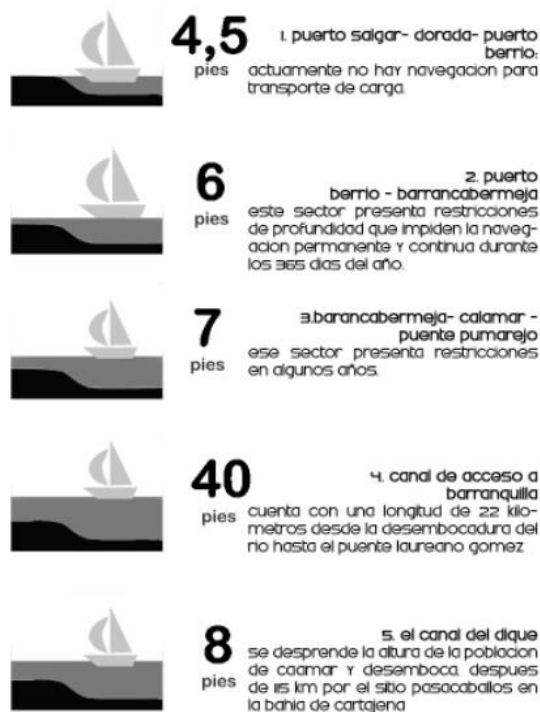 4,5
pies
1. puerto salgar- dorada- puerto
berrio:
actuamente no hay navegacion para
transporte de carga.
6
pies
2. puerto
berrio - barrancabermeja
este sector presenta restricciones
de profundidad que impiden la naveg-
acion permanente y continua durante
los 365 dias del año.
7
pies
3.barancabermeja- calamar -
puente pumarejo
ese sector presenta restricciones
en algunos años.
40
pies
4. canal de acceso a
barranquilla
cuenta con una longitud de 22 kilo-
metros desde la desembocadura del
rio hasta el puente laureano gomez
8
pies
5. el canal del dique
se desprende la altura de la poblacion
de caamar y desemboca, despues
de 115 km por el sitio pasacaballos en
la bahia de cartajena